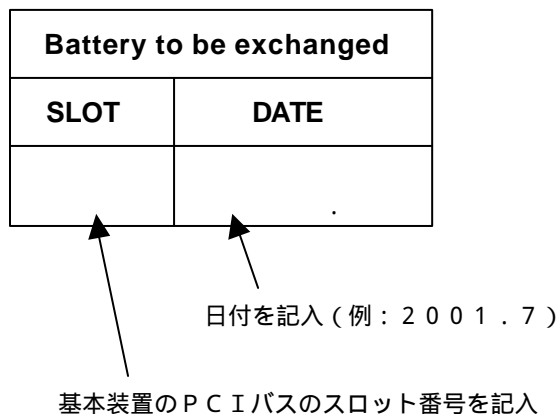 Battery to be exchanged
SLOT DATE
.
日付を記入(例:2001.7)
基本装置のPCIバスのスロット番号を記入